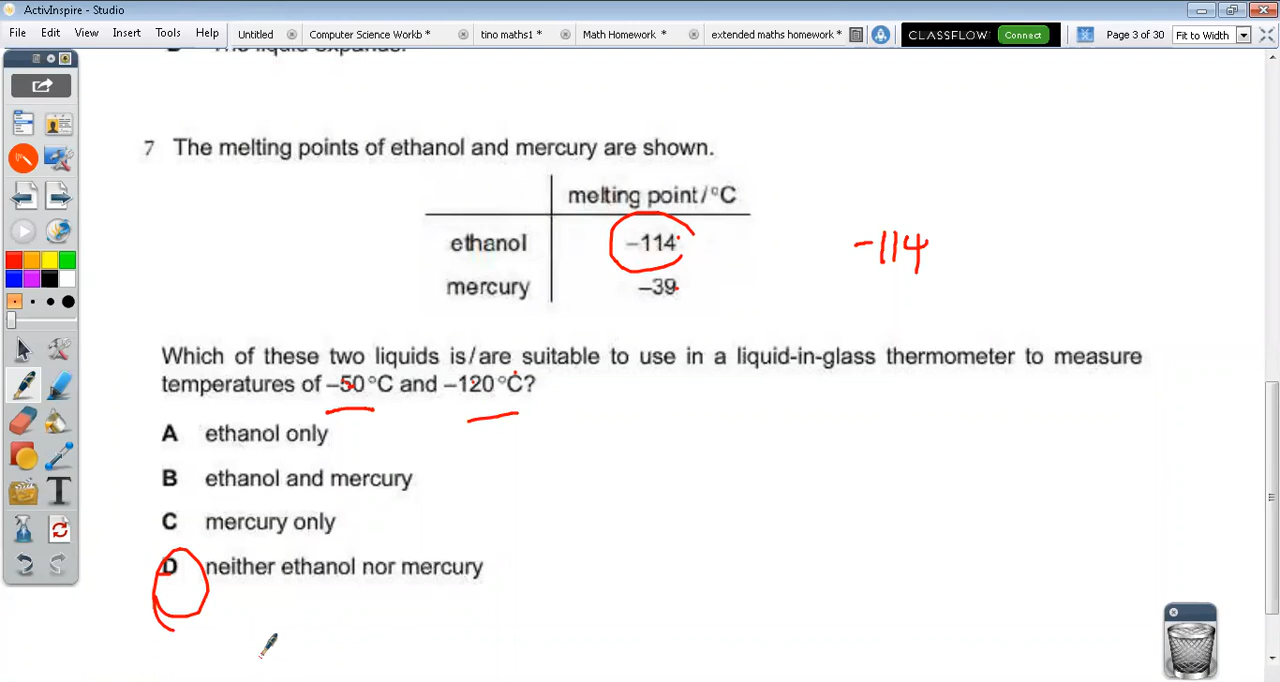 ActivInspire - Studio
File Edit View Insert Tools Help Untitled Computer Science Workb * tino maths1 * Math Homework * extended maths homework * CLASSFLOW Connect Page 3 of 30 Fit to Width
D The liquid expands.
7 The melting points of ethanol and mercury are shown.
melting point/°C
ethanol –114
-114
mercury –39
Which of these two liquids is/are suitable to use in a liquid-in-glass thermometer to measure
temperatures of –50 °C and –120 °C?
A ethanol only
B ethanol and mercury
C mercury only
D neither ethanol nor mercury
T